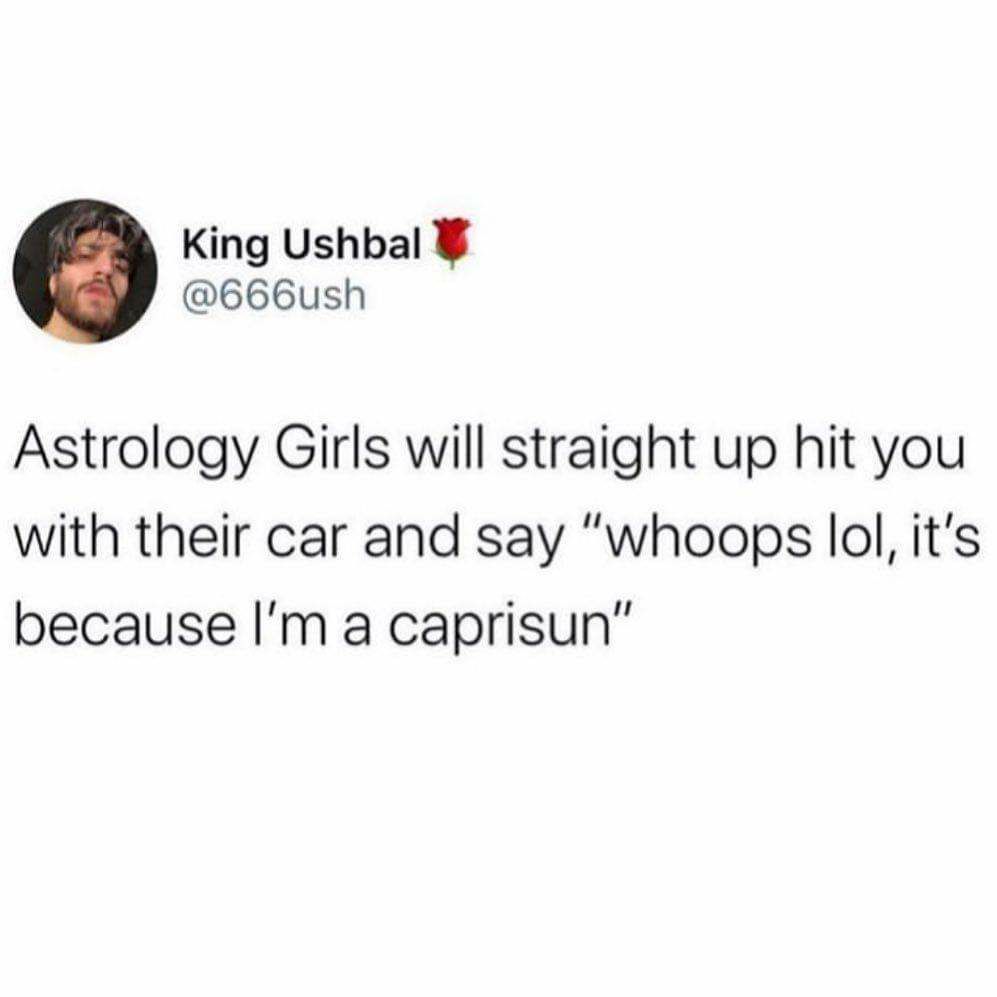 King Ushbal🌹
@666ush
Astrology Girls will straight up hit you
with their car and say "whoops lol, it's
because I'm a caprisun"